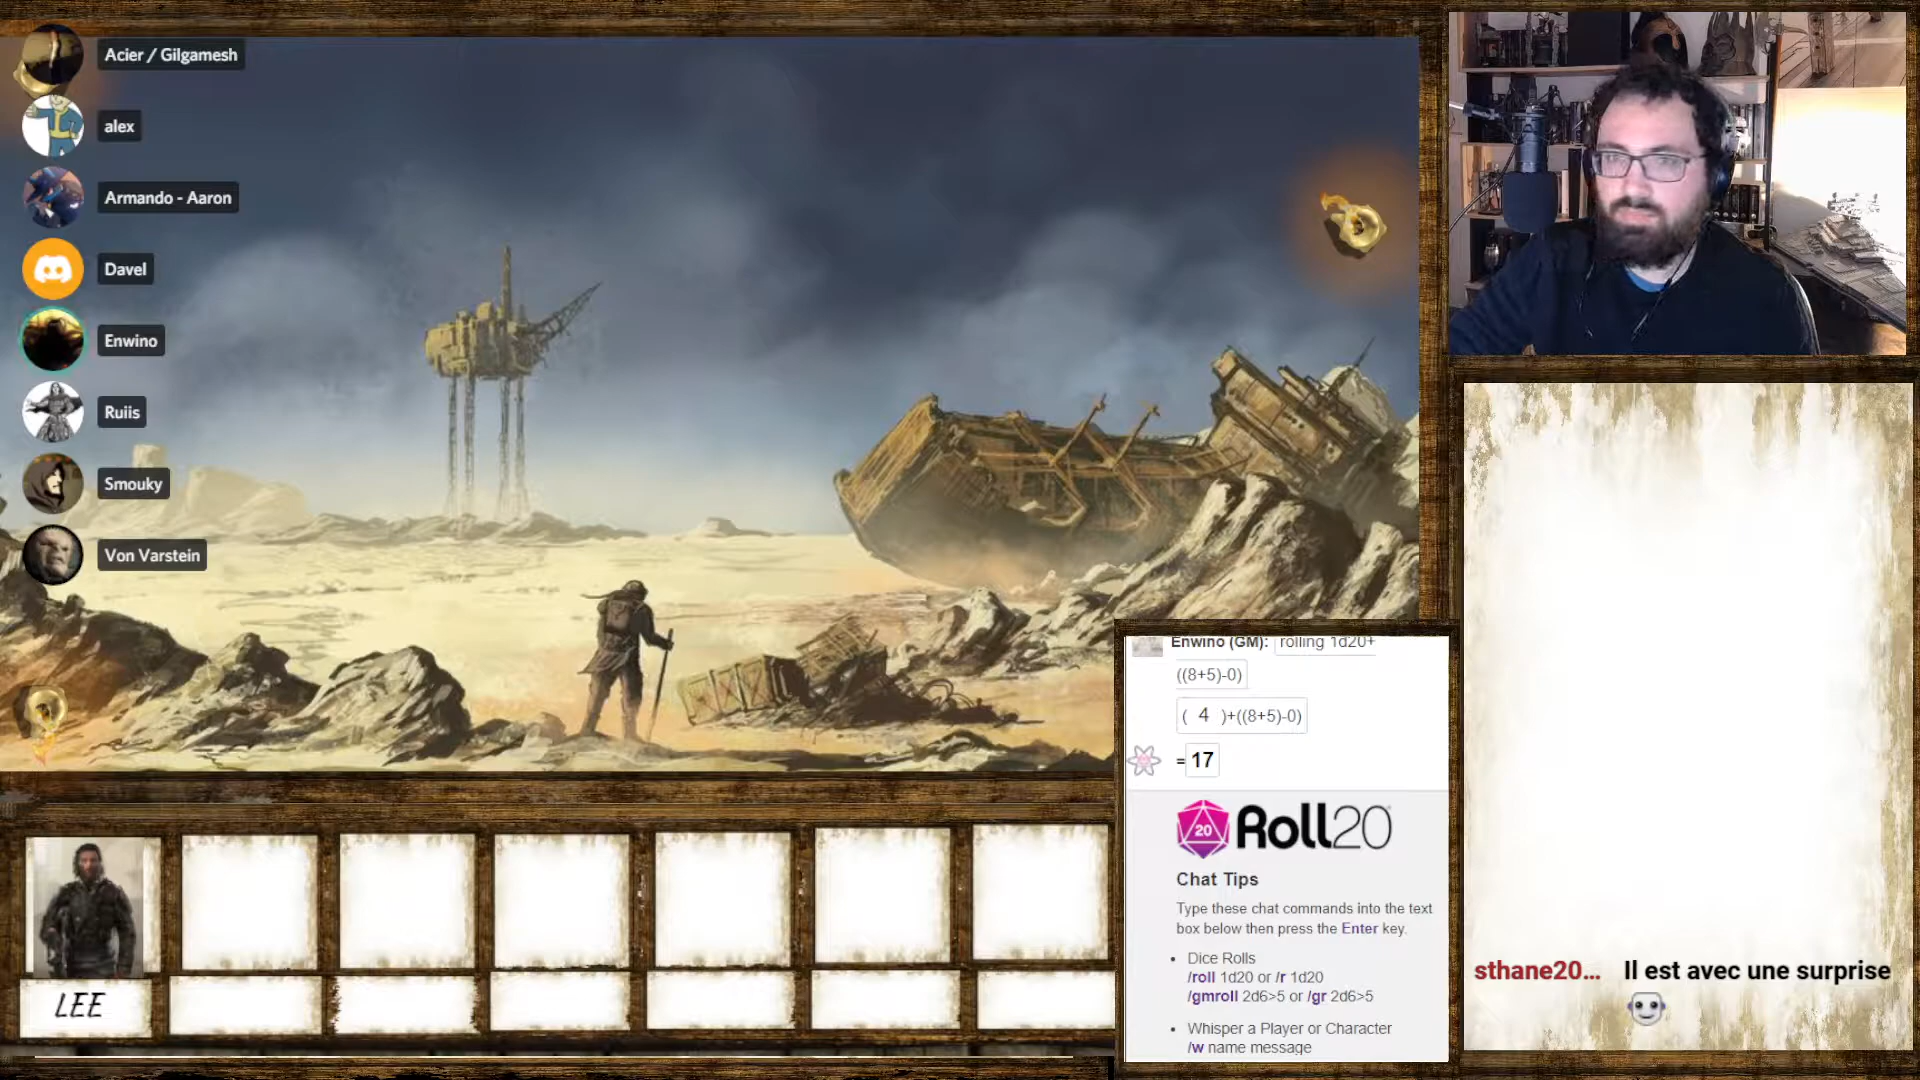 Acier / Gilgamesh
alex
Armando - Aaron
Davel
Enwino
Ruiis
Smouky
Von Varstein
LEE
Enwino (GM): rolling 1d20+
((8+5)-0)
( 4 )+((8+5)-0)
=17
20 Roll20
Chat Tips
Type these chat commands into the text
box below then press the Enter key.
• Dice Rolls
/roll 1d20 or /r 1d20
/gmroll 2d6>5 or /gr 2d6>5
• Whisper a Player or Character
/w name message
sthane20… Il est avec une surprise